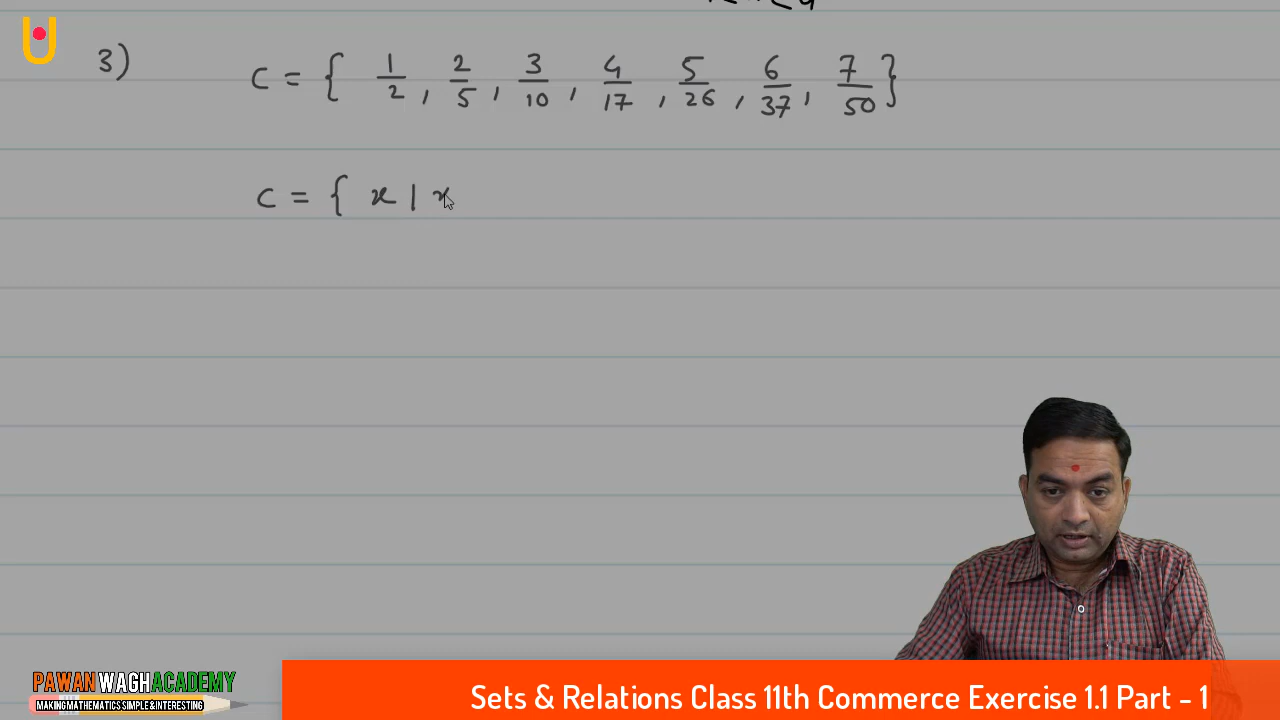 3) C = { 1/2, 2/5, 3/10, 4/17, 5/26, 6/37, 7/50 }
C = { x | x
PAWAN WAGH ACADEMY
MAKING MATHEMATICS SIMPLE & INTERESTING
Sets & Relations Class 11th Commerce Exercise 1.1 Part - 1